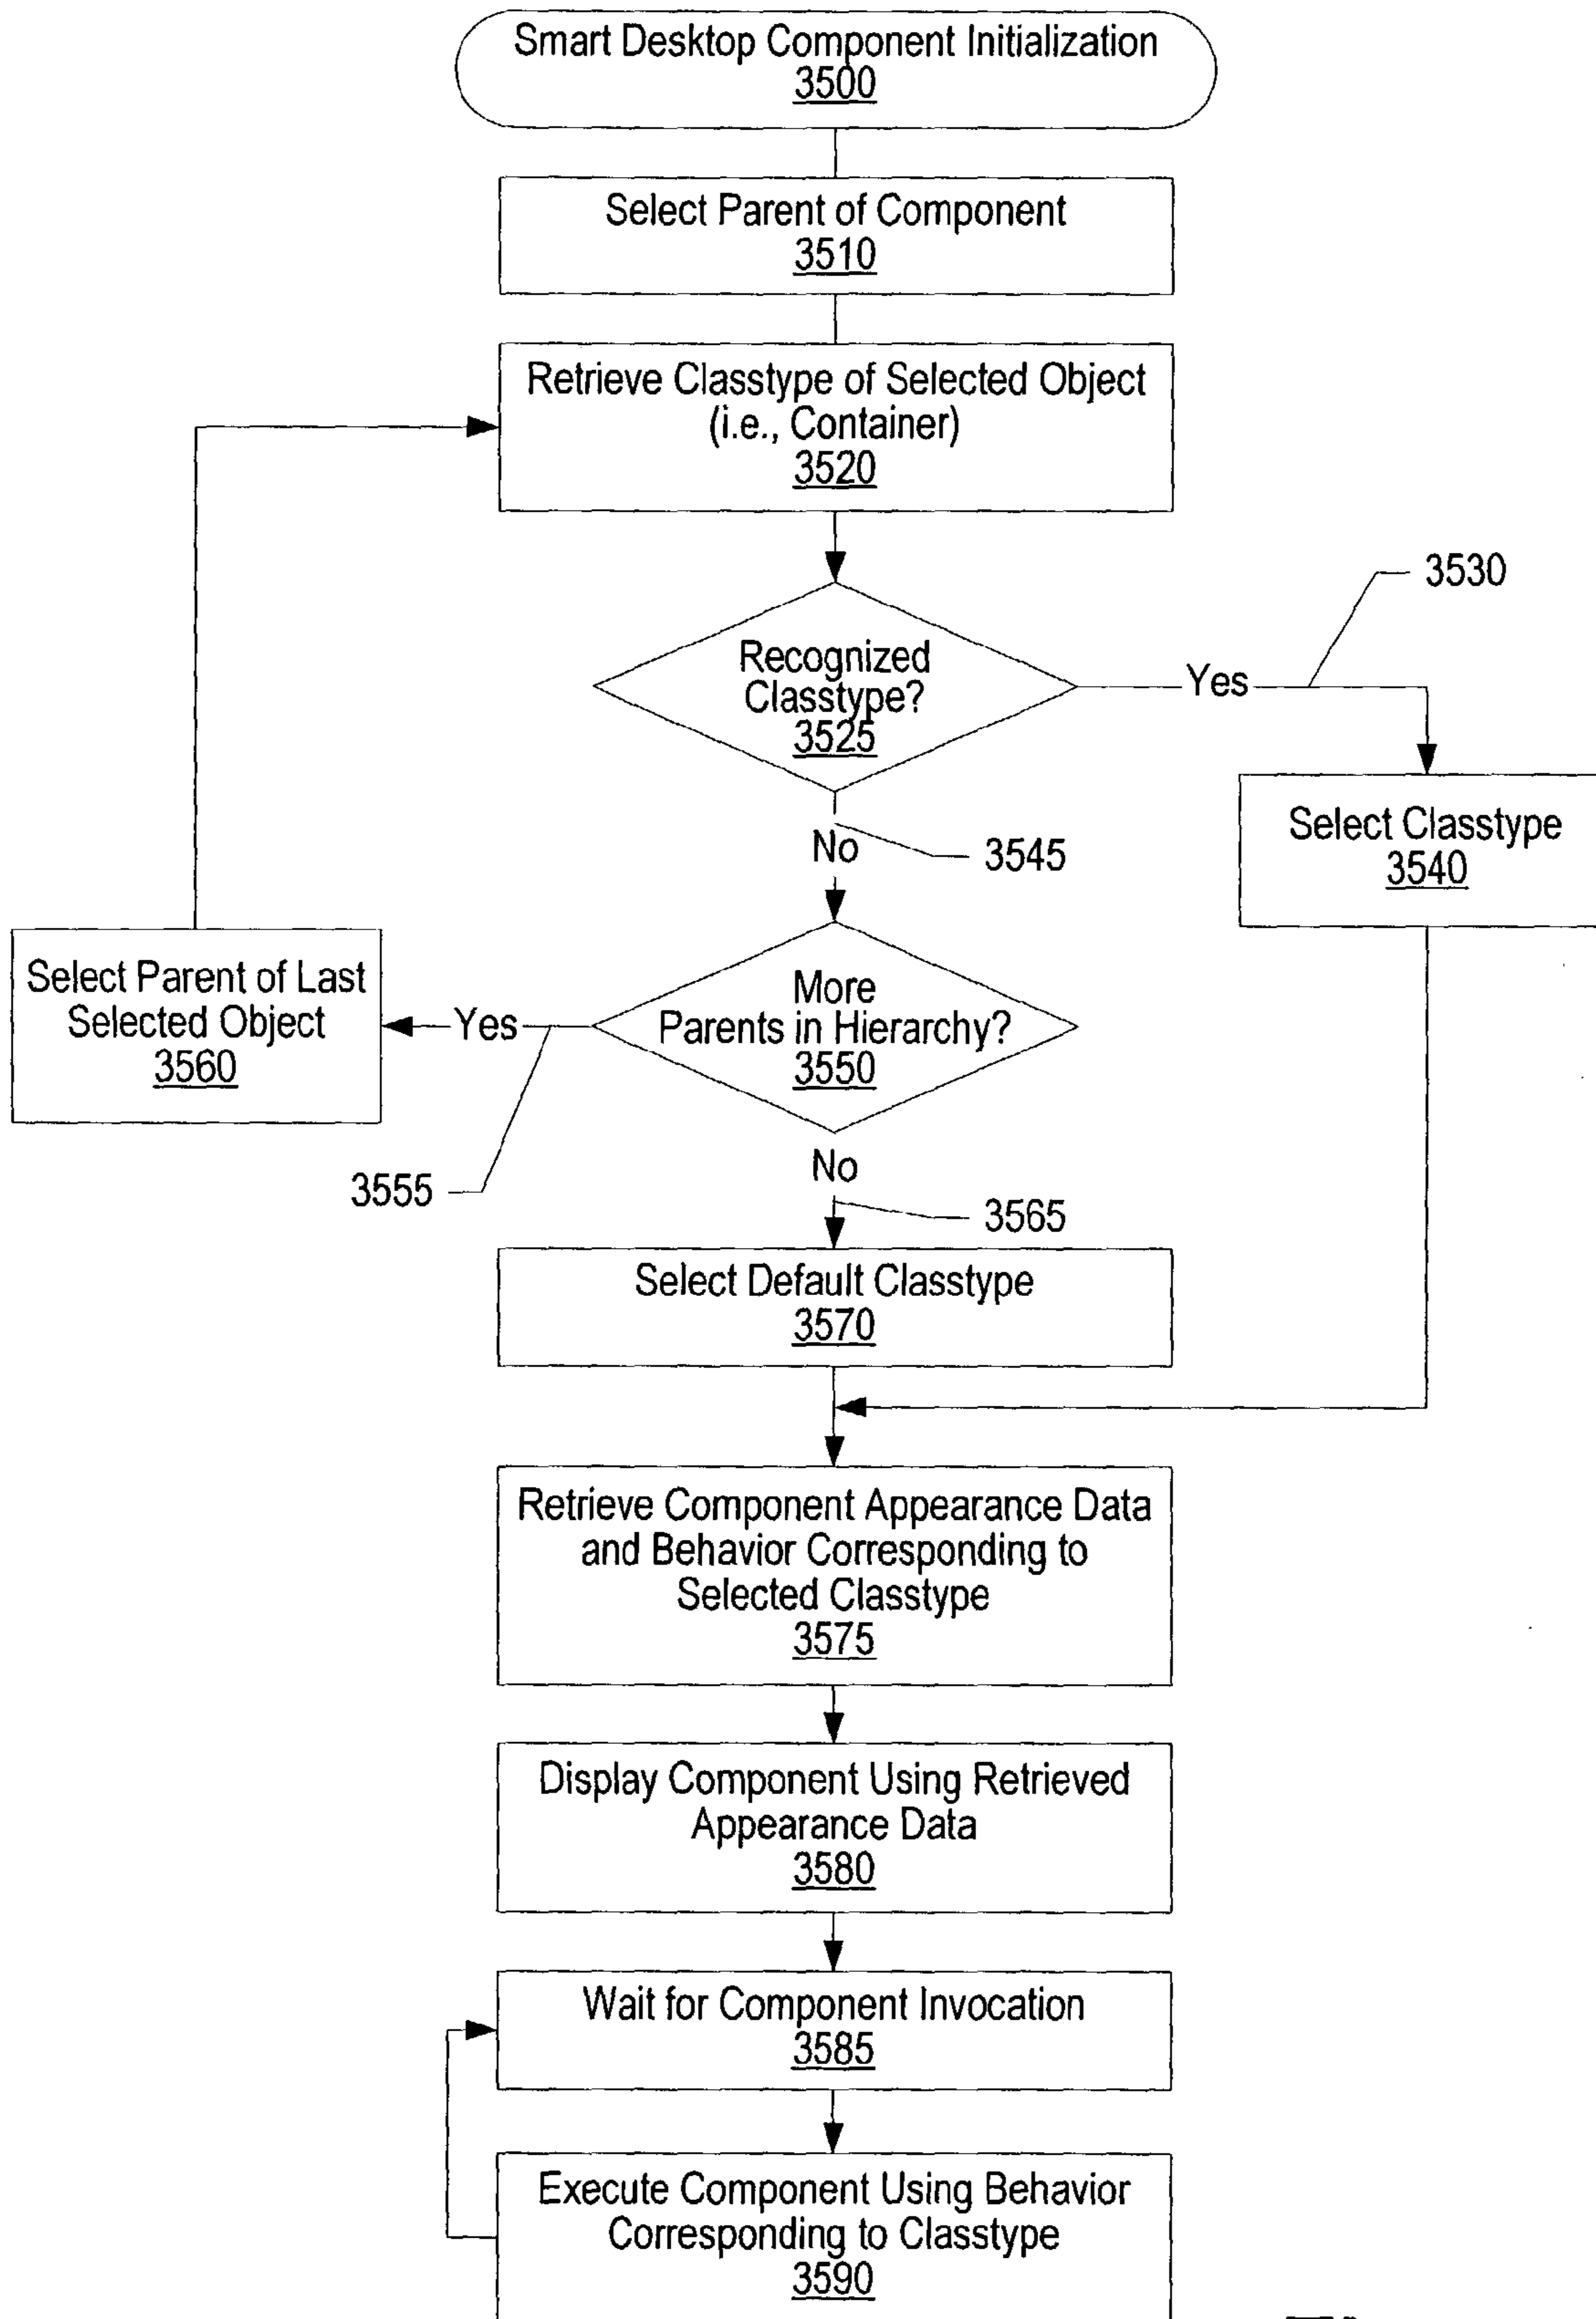 Smart Desktop Component Initialization
3500
Select Parent of Component
3510
Retrieve Classtype of Selected Object
(i.e., Container)
3520
3530
Recognized
Classtype?
3525
Yes
Select Classtype
3540
No
3545
Select Parent of Last
Selected Object
3560
Yes
More
Parents in Hierarchy?
3550
3555
No
3565
Select Default Classtype
3570
Retrieve Component Appearance Data
and Behavior Corresponding to
Selected Classtype
3575
Display Component Using Retrieved
Appearance Data
3580
Wait for Component Invocation
3585
Execute Component Using Behavior
Corresponding to Classtype
3590